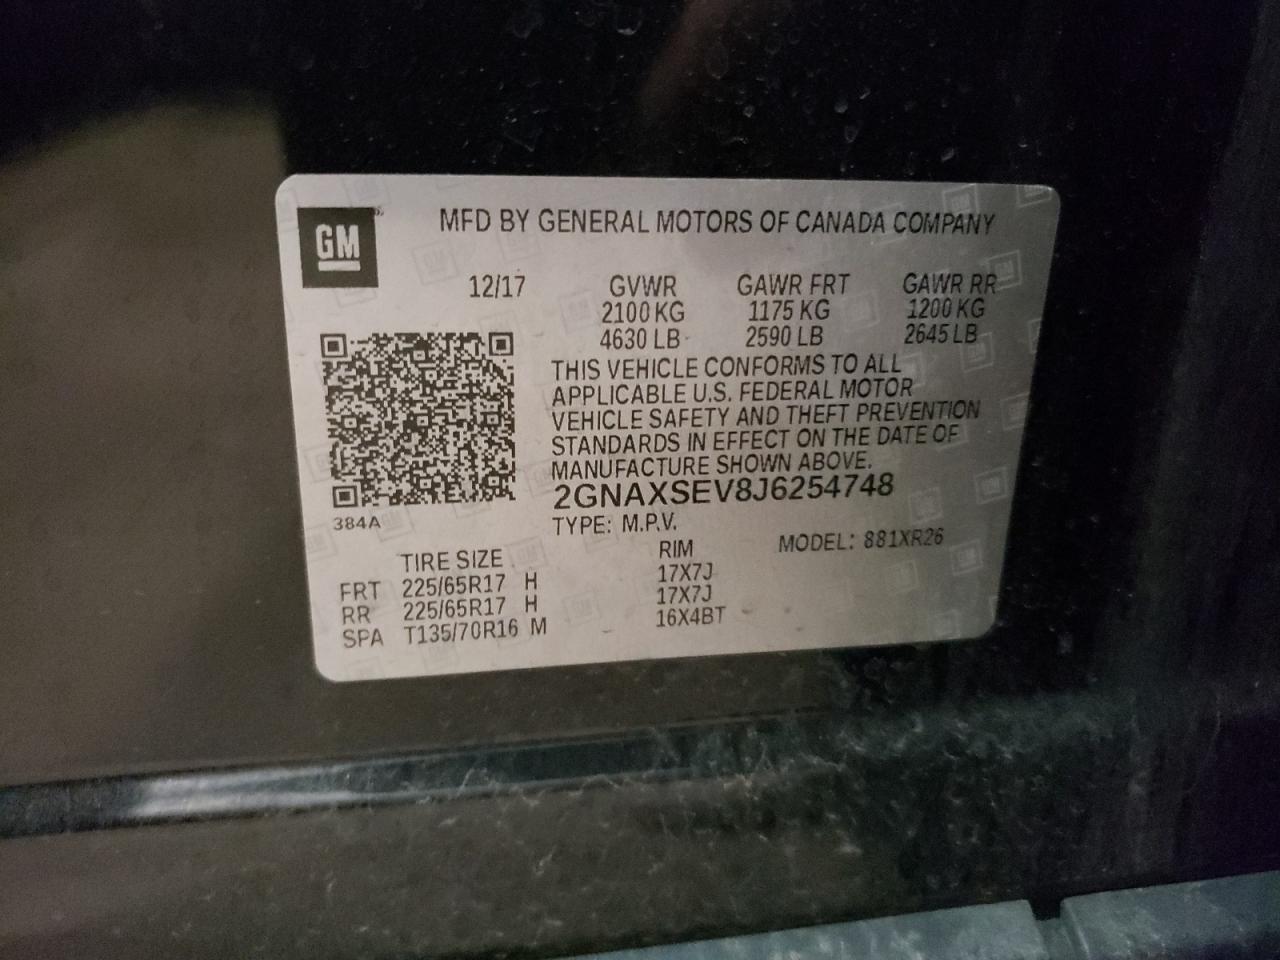 GM
MFD BY GENERAL MOTORS OF CANADA COMPANY
12/17 GVWR GAWR FRT GAWR RR
2100 KG 1175 KG 1200 KG
4630 LB 2590 LB 2645 LB
THIS VEHICLE CONFORMS TO ALL
APPLICABLE U.S. FEDERAL MOTOR
VEHICLE SAFETY AND THEFT PREVENTION
STANDARDS IN EFFECT ON THE DATE OF
MANUFACTURE SHOWN ABOVE.
2GNAXSEV8J6254748
384A
TYPE: M.P.V. MODEL: 881XR26
TIRE SIZE RIM
FRT 225/65R17 H 17X7J
RR 225/65R17 H 17X7J
SPA T135/70R16 M 16X4BT